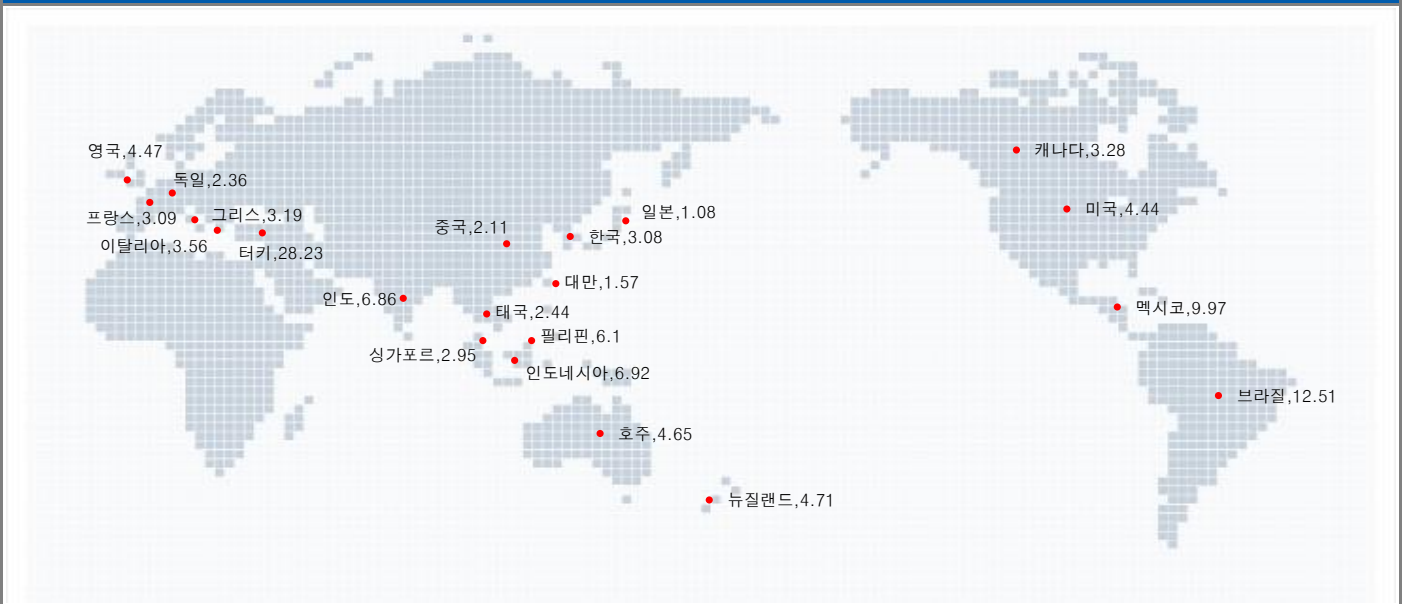 영국,4.47
캐나다,3.28
독일,2.36
프랑스,3.09
그리스,3.19
일본,1.08
미국,4.44
중국,2.11
한국,3.08
이탈리아,3.56
터키,28.23
대만,1.57
인도,6.86
태국,2.44
멕시코,9.97
필리핀,6.1
싱가포르,2.95
인도네시아,6.92
브라질,12.51
호주,4.65
뉴질랜드,4.71